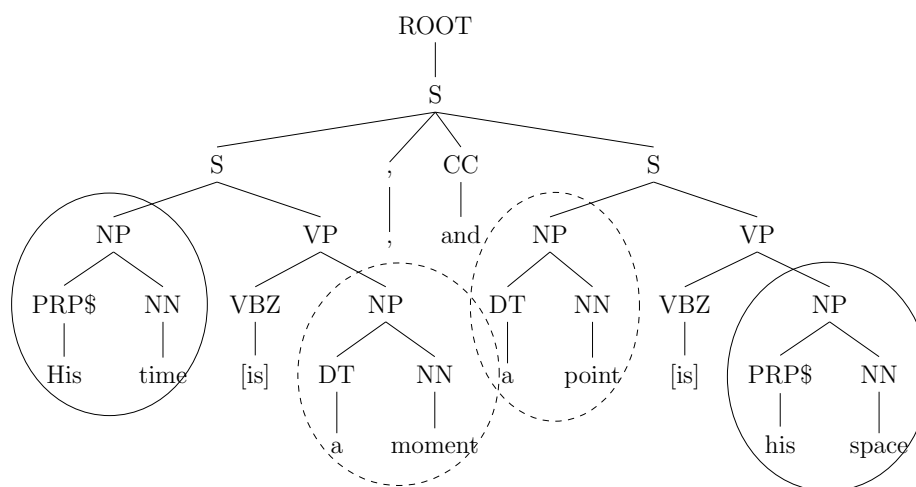 ROOT
S
S , CC S
NP VP , and NP VP
PRP$ NN VBZ NP DT NN VBZ NP
His time [is] DT NN a point [is] PRP$ NN
a moment his space